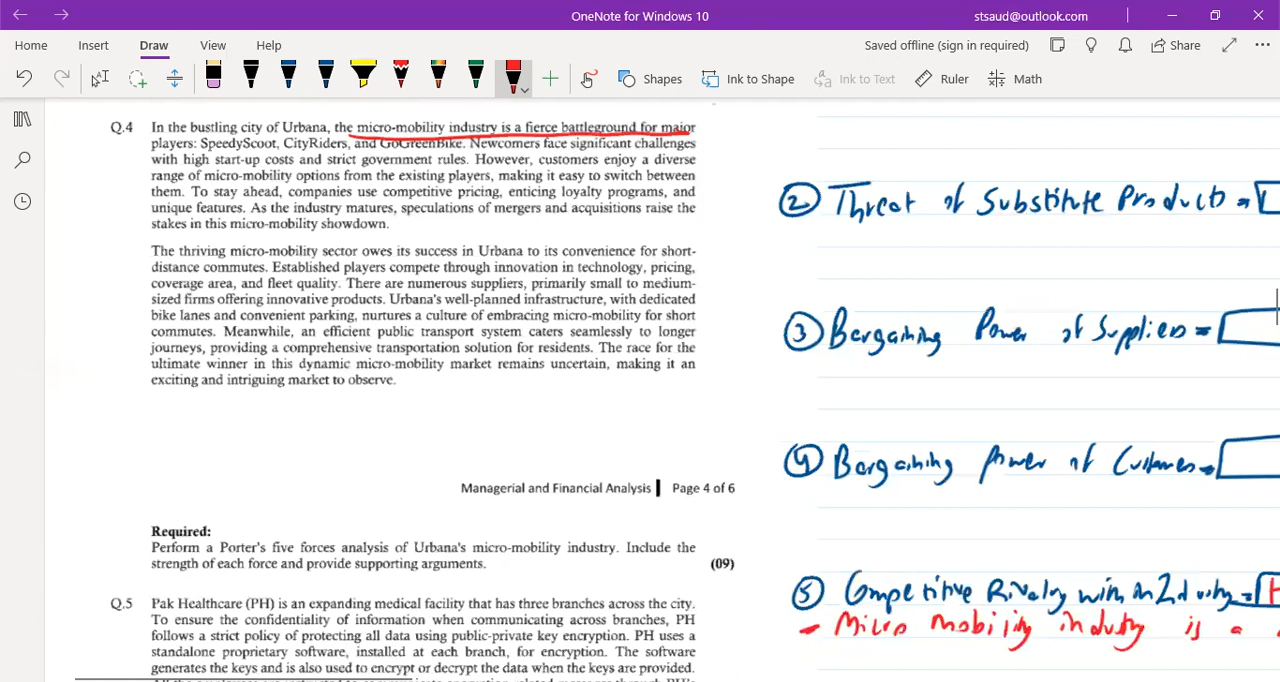 OneNote for Windows 10
stsaud@outlook.com
Home Insert Draw View Help
Saved offline (sign in required)
Share
Shapes
Ink to Shape
Ink to Text
Ruler
Math
Q.4 In the bustling city of Urbana, the micro-mobility industry is a fierce battleground for major
players: SpeedyScoot, CityRiders, and GoGreenBike. Newcomers face significant challenges
with high start-up costs and strict government rules. However, customers enjoy a diverse
range of micro-mobility options from the existing players, making it easy to switch between
them. To stay ahead, companies use competitive pricing, enticing loyalty programs, and
unique features. As the industry matures, speculations of mergers and acquisitions raise the
stakes in this micro-mobility showdown.
The thriving micro-mobility sector owes its success in Urbana to its convenience for short-
distance commutes. Established players compete through innovation in technology, pricing,
coverage area, and fleet quality. There are numerous suppliers, primarily small to medium-
sized firms offering innovative products. Urbana's well-planned infrastructure, with dedicated
bike lanes and convenient parking, nurtures a culture of embracing micro-mobility for short
commutes. Meanwhile, an efficient public transport system caters seamlessly to longer
journeys, providing a comprehensive transportation solution for residents. The race for the
ultimate winner in this dynamic micro-mobility market remains uncertain, making it an
exciting and intriguing market to observe.
Managerial and Financial Analysis | Page 4 of 6
Required:
Perform a Porter's five forces analysis of Urbana's micro-mobility industry. Include the
strength of each force and provide supporting arguments. (09)
Q.5 Pak Healthcare (PH) is an expanding medical facility that has three branches across the city.
To ensure the confidentiality of information when communicating across branches, PH
follows a strict policy of protecting all data using public-private key encryption. PH uses a
standalone proprietary software, installed at each branch, for encryption. The software
generates the keys and is also used to encrypt or decrypt the data when the keys are provided.
② Threat of Substitute Products =
③ Bargaining Power of Suppliers =
④ Bargaining Power of Customers =
⑤ Competitive Rivalry with in Industry =
- Micro mobility industry is a